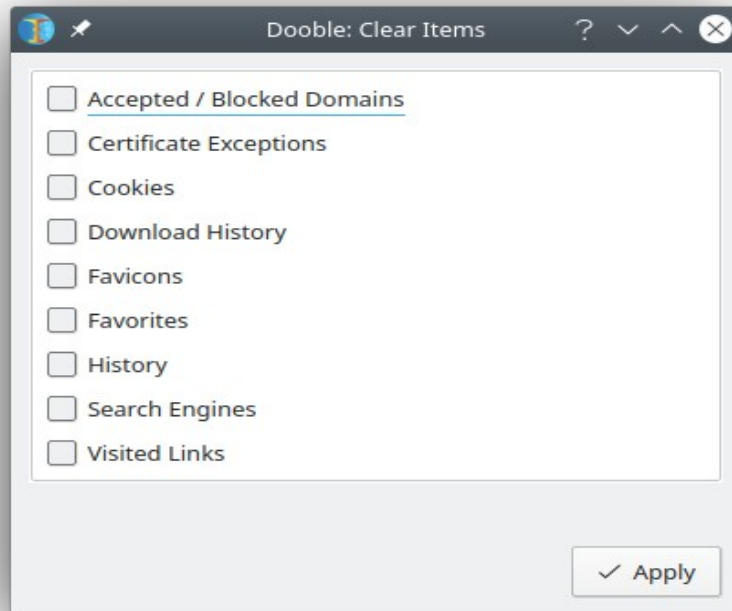 Dooble: Clear Items
Accepted / Blocked Domains
Certificate Exceptions
Cookies
Download History
Favicons
Favorites
History
Search Engines
Visited Links
Apply